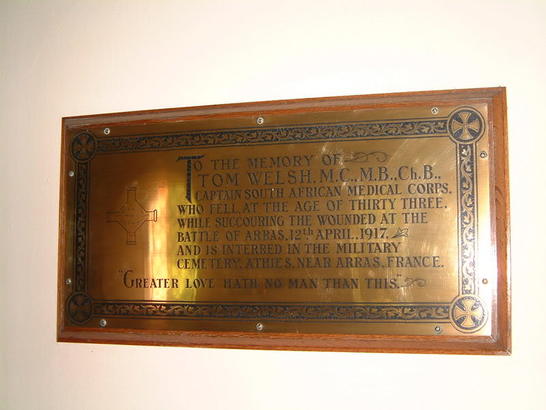 TO THE MEMORY OF
TOM WELSH. M.C., M.B., Ch.B.,
CAPTAIN SOUTH AFRICAN MEDICAL CORPS.
WHO FELL, AT THE AGE OF THIRTY THREE.
WHILE SUCCOURING THE WOUNDED AT THE
BATTLE OF ARRAS, 12th APRIL, 1917.
AND IS INTERRED IN THE MILITARY
CEMETERY, ATHIES, NEAR ARRAS, FRANCE.
"GREATER LOVE HATH NO MAN THAN THIS."